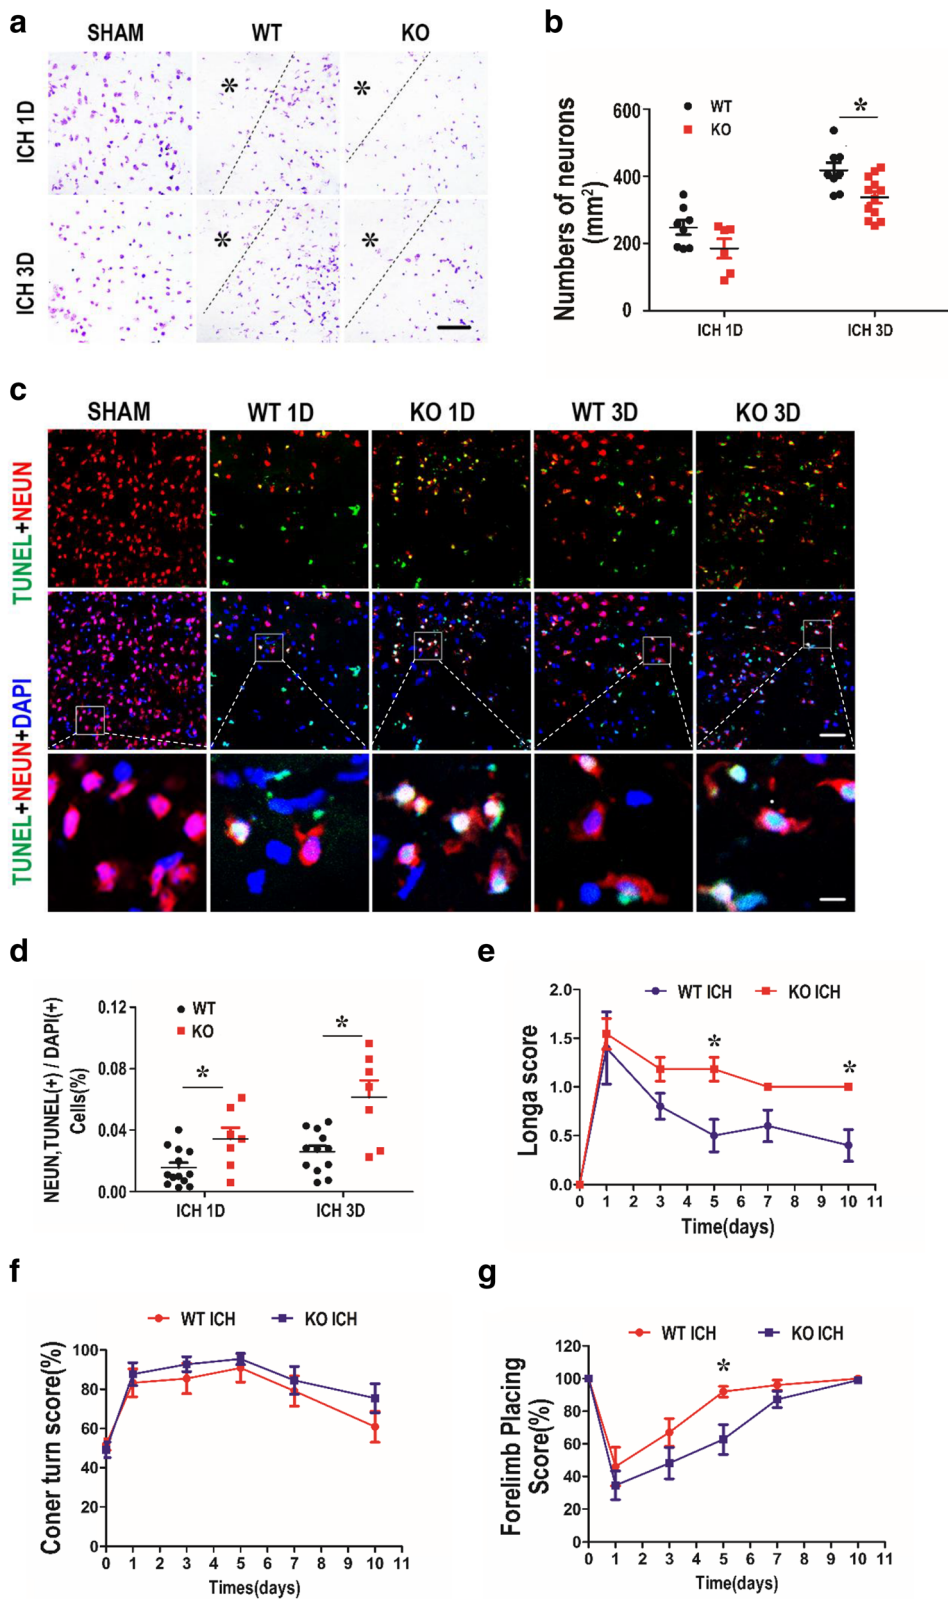 a
SHAM WT KO
ICH 1D
* *
ICH 3D
* *
b
Numbers of neurons
(mm²)
600
400
200
0
WT
KO
*
ICH 1D ICH 3D
c
SHAM WT 1D KO 1D WT 3D KO 3D
TUNEL+NEUN
TUNEL+NEUN+DAPI
d
NEUN,TUNEL(+) / DAPI(+)
Cells(%)
0.12
0.08
0.04
0.00
WT
KO
* *
ICH 1D ICH 3D
e
WT ICH KO ICH
Longa score
2.0
1.5
1.0
0.5
0
* *
0 1 2 3 4 5 6 7 8 9 10 11
Time(days)
f
WT ICH KO ICH
Coner turn score(%)
100
80
60
40
20
0
0 1 2 3 4 5 6 7 8 9 10 11
Times(days)
g
WT ICH KO ICH
Forelimb Placing
Score(%)
120
100
80
60
40
20
0
*
0 1 2 3 4 5 6 7 8 9 10 11
Time(days)